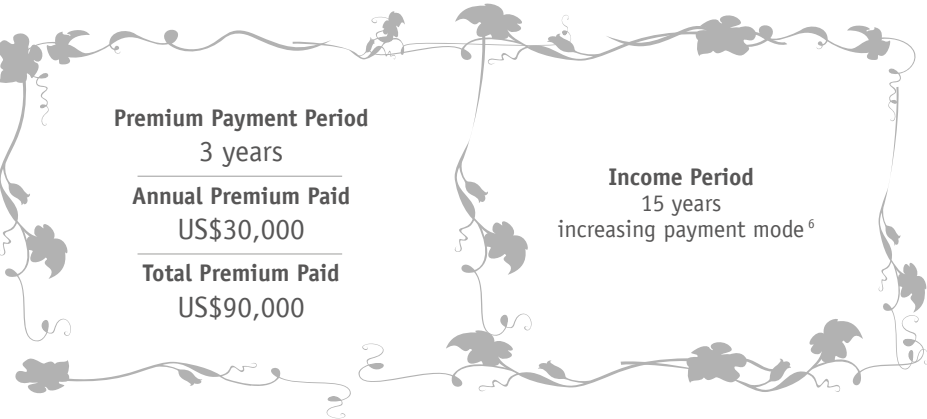 Premium Payment Period
3 years
Annual Premium Paid
US$30,000
Total Premium Paid
US$90,000
Income Period
15 years
increasing payment mode 6